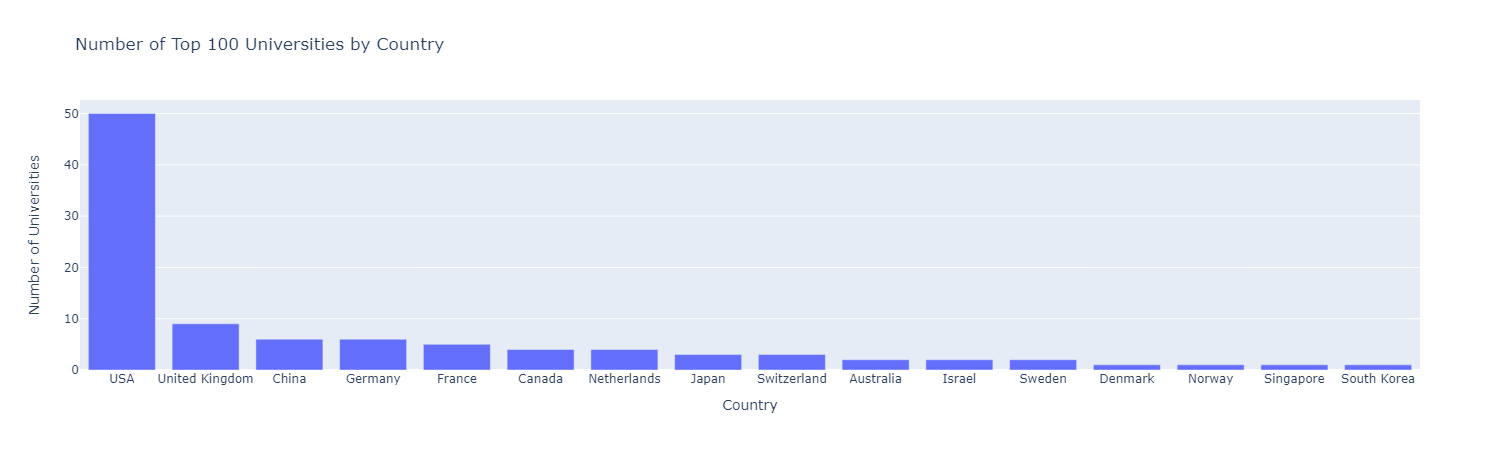 Number of Top 100 Universities by Country
Number of Universities
50
40
30
20
10
0
USA United Kingdom China Germany France Canada Netherlands Japan Switzerland Australia Israel Sweden Denmark Norway Singapore South Korea
Country